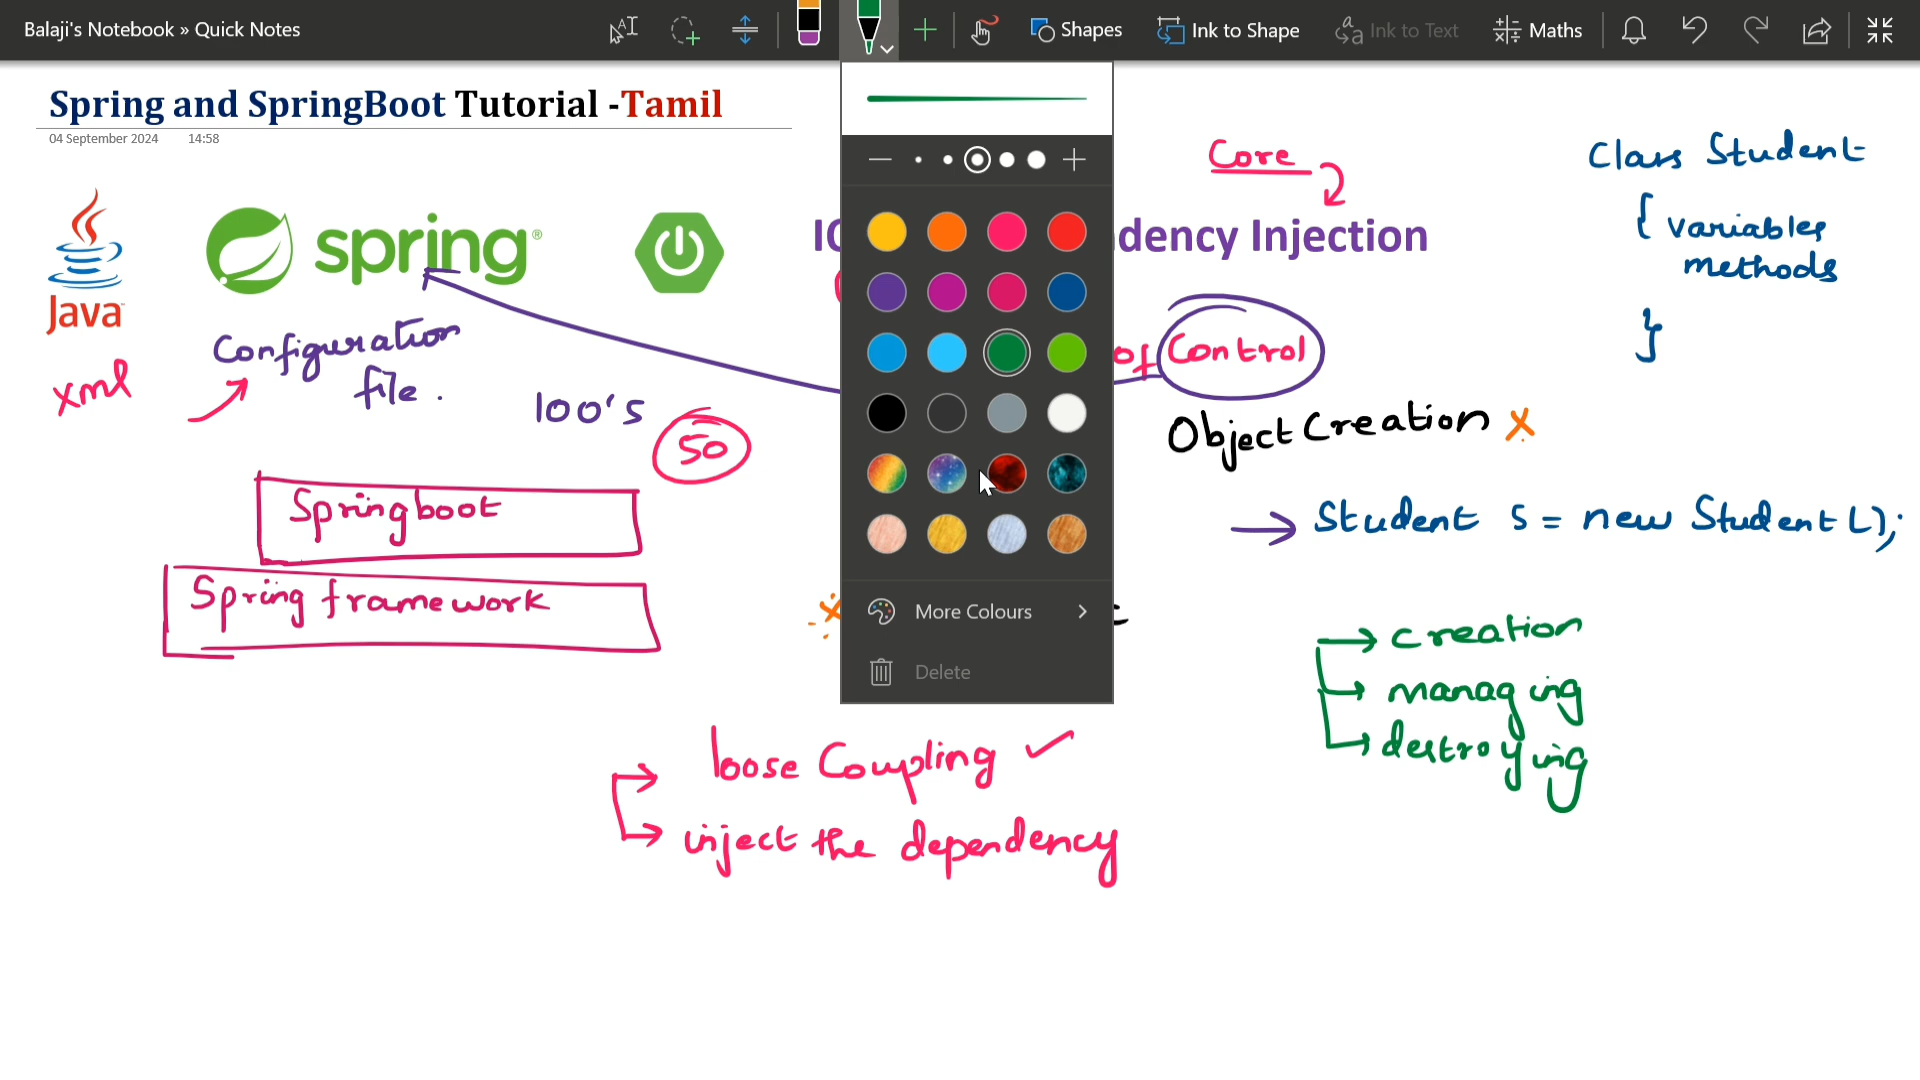 Balaji's Notebook » Quick Notes
Shapes
Ink to Shape
Ink to Text
Maths
Spring and SpringBoot Tutorial -Tamil
04 September 2024 14:58
Core
dency Injection
Class Student
{ variables
methods
}
Java
spring®
xml
Configuration
file.
100's
50
of Control
Object Creation x
Springboot
Spring framework
Student s = new Student();
More Colours
Delete
creation
managing
destroying
loose Coupling ✓
inject the dependency